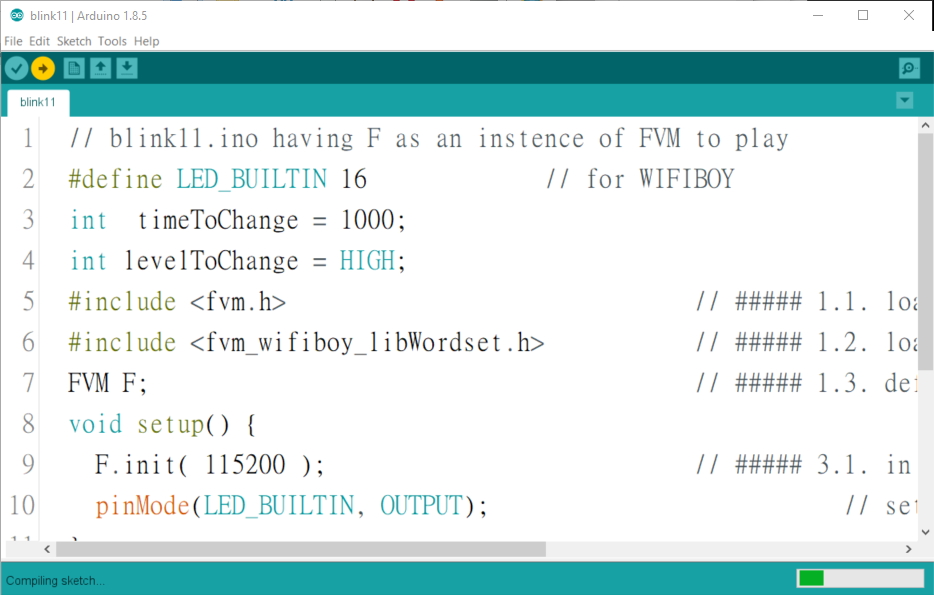 blink11 | Arduino 1.8.5
File Edit Sketch Tools Help
blink11
1 // blink11.ino having F as an instence of FVM to play
2 #define LED_BUILTIN 16 // for WIFIBOY
3 int timeToChange = 1000;
4 int levelToChange = HIGH;
5 #include <fvm.h> // ##### 1.1. loa
6 #include <fvm_wifiboy_libWordset.h> // ##### 1.2. loa
7 FVM F; // ##### 1.3. def
8 void setup() {
9 F.init( 115200 ); // ##### 3.1. in
10 pinMode(LED_BUILTIN, OUTPUT); // set
Compiling sketch...